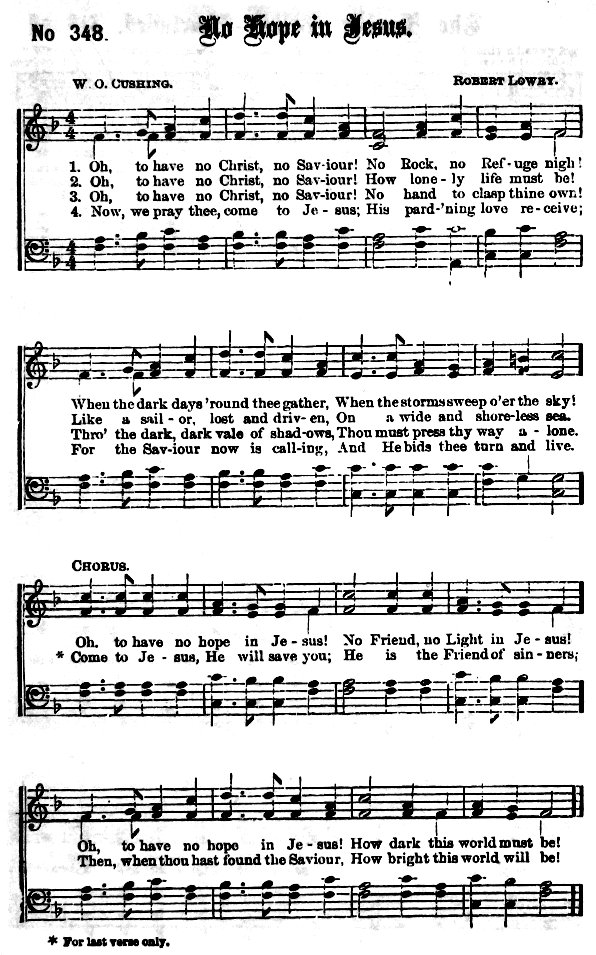 No 348.
No Hope in Jesus.
W. O. CUSHING.
ROBERT LOWRY.
1. Oh, to have no Christ, no Sav-iour! No Rock, no Ref-uge nigh!
2. Oh, to have no Christ, no Sav-iour! How lone-ly life must be!
3. Oh, to have no Christ, no Sav-iour! No hand to clasp thine own!
4. Now, we pray thee, come to Je-sus; His pard-'ning love re-ceive;
When the dark days 'round thee gather, When the storms sweep o'er the sky!
Like a sail-or, lost and driv-en, On a wide and shore-less sea.
Thro' the dark, dark vale of shad-ows, Thou must press thy way a-lone.
For the Sav-iour now is call-ing, And He bids thee turn and live.
CHORUS.
Oh. to have no hope in Je-sus! No Friend, no Light in Je-sus!
* Come to Je-sus, He will save you; He is the Friend of sin-ners;
Oh, to have no hope in Je-sus! How dark this world must be!
Then, when thou hast found the Saviour, How bright this world will be!
* For last verse only.